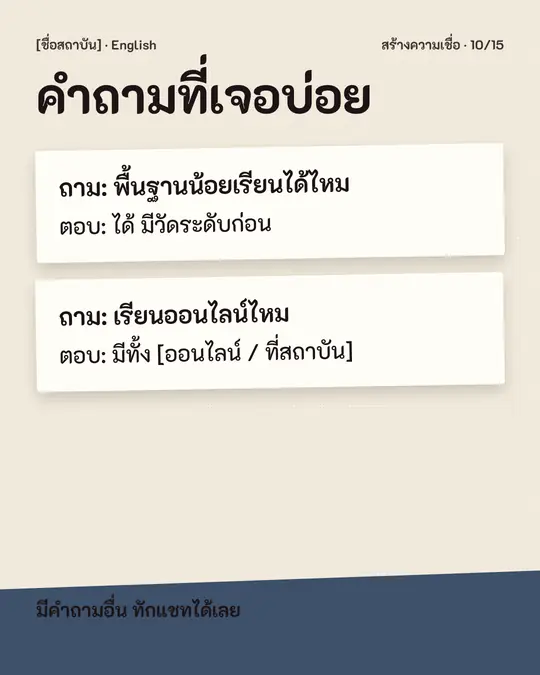 [ชื่อสถาบัน] · English
สร้างความเชื่อ · 10/15
คำถามที่เจอบ่อย
ถาม: พื้นฐานน้อยเรียนได้ไหม
ตอบ: ได้ มีวัดระดับก่อน
ถาม: เรียนออนไลน์ไหม
ตอบ: มีทั้ง [ออนไลน์ / ที่สถาบัน]
มีคำถามอื่น ทักแชทได้เลย